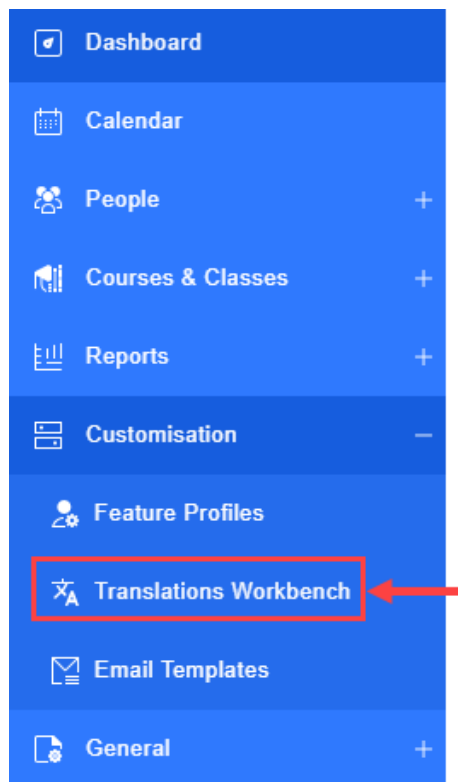 Dashboard
Calendar
People
Courses & Classes
Reports
Customisation
Feature Profiles
Translations Workbench
Email Templates
General